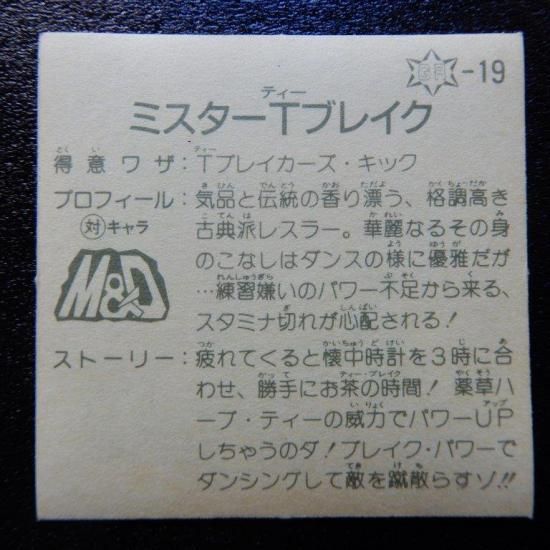 GR-19
ミスターTブレイク
得意ワザ：Tブレイカーズ・キック
プロフィール：気品と伝統の香り漂う、格調高き
対キャラ 古典派レスラー。華麗なるその身
のこなしはダンスの様に優雅だが
M&D …練習嫌いのパワー不足から来る、
スタミナ切れが心配される！
ストーリー：疲れてくると懐中時計を3時に合
わせ、勝手にお茶の時間！薬草ハ
ーブ・ティーの威力でパワーUP
しちゃうのダ！ブレイク・パワーで
ダンシングして敵を蹴散らすゾ!!